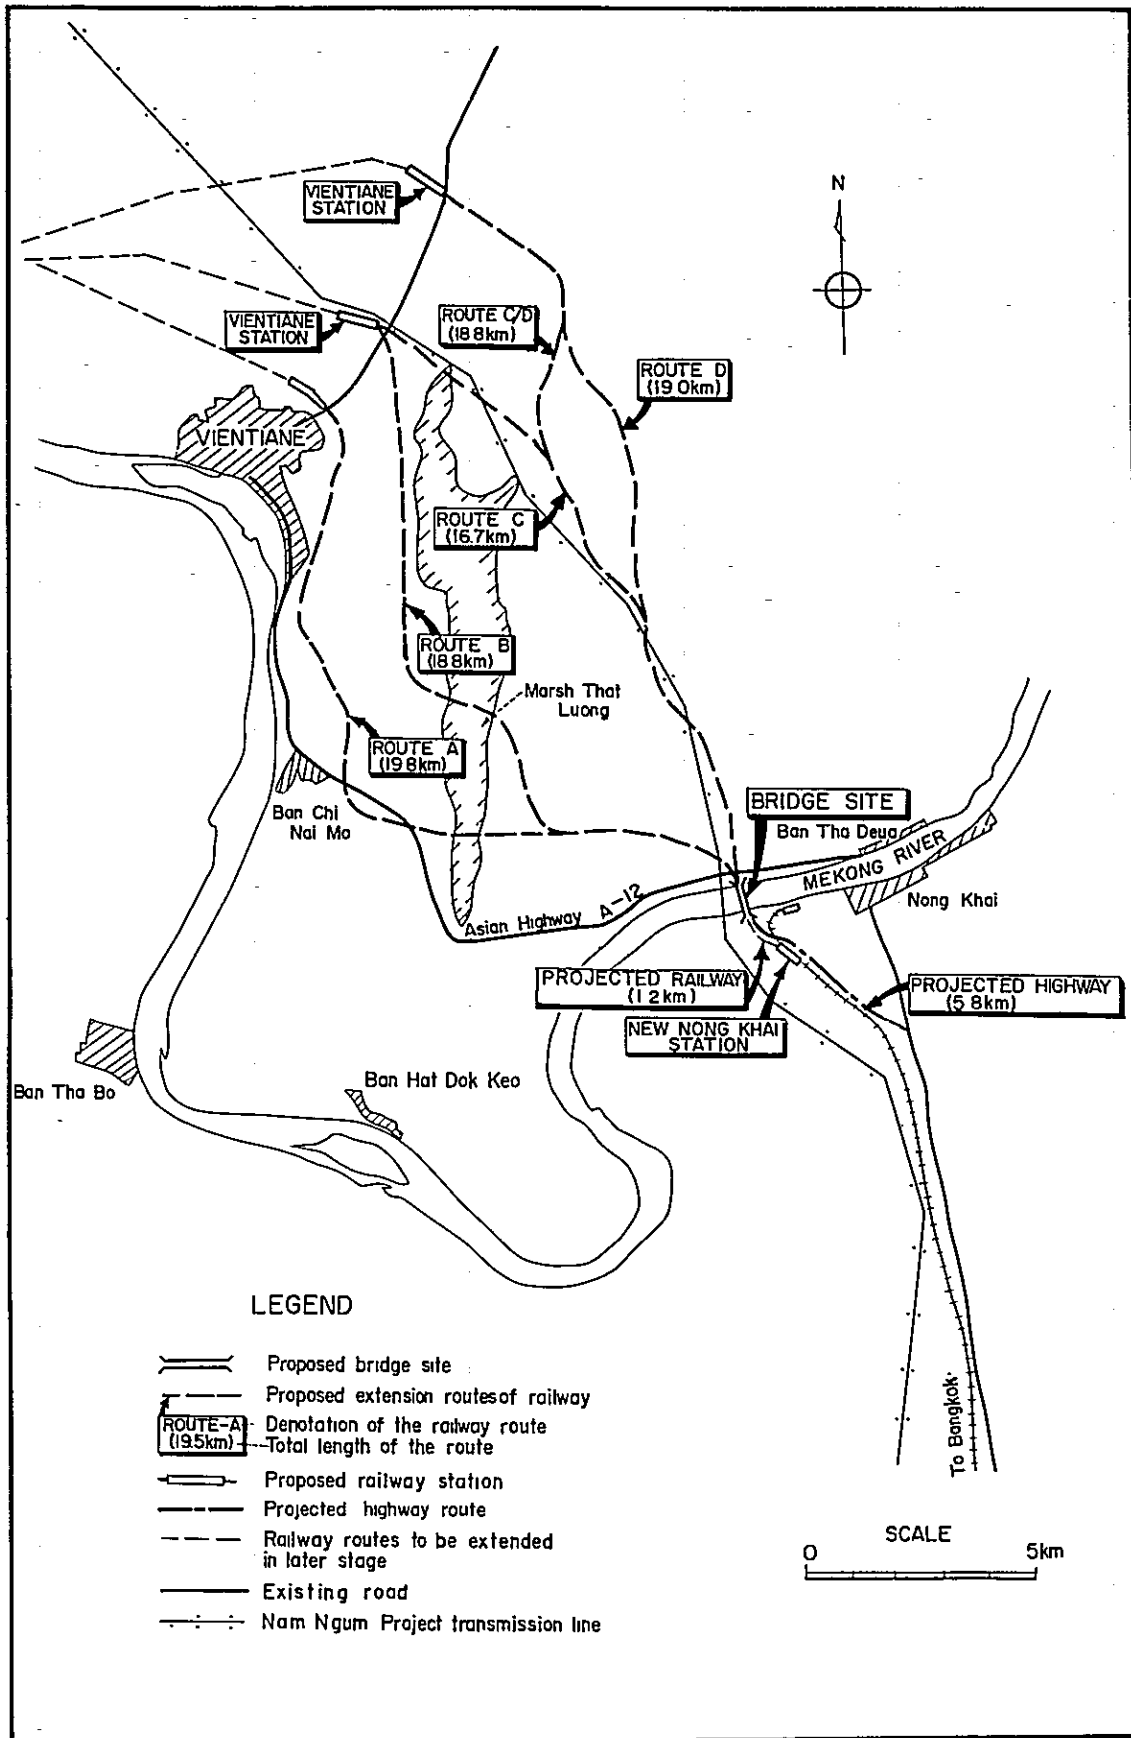 N
VIENTIANE
STATION
VIENTIANE
STATION
ROUTE C/D
(18.8km)
ROUTE D
(19.0km)
VIENTIANE
ROUTE C
(16.7km)
ROUTE B
(18.8km)
Marsh That
Luong
ROUTE A
(19.8km)
BRIDGE SITE
Ban Chi
Nai Mo
Ban Tha Deua
MEKONG RIVER
Nong Khai
Asian Highway A-12
PROJECTED RAILWAY
(1.2km)
PROJECTED HIGHWAY
(5.8km)
NEW NONG KHAI
STATION
Ban Tha Bo
Ban Hat Dok Keo
To Bangkok
LEGEND
Proposed bridge site
Proposed extension routes of railway
ROUTE-A
(19.5km)
Denotation of the railway route
Total length of the route
Proposed railway station
Projected highway route
Railway routes to be extended
in later stage
Existing road
Nam Ngum Project transmission line
SCALE
0 5km